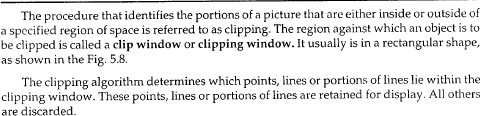 The procedure that identifies the portions of a picture that are either inside or outside of
a specified region of space is referred to as clipping. The region against which an object is to
be clipped is called a clip window or clipping window. It usually is in a rectangular shape,
as shown in the Fig. 5.8.
The clipping algorithm determines which points, lines or portions of lines lie within the
clipping window. These points, lines or portions of lines are retained for display. All others
are discarded.